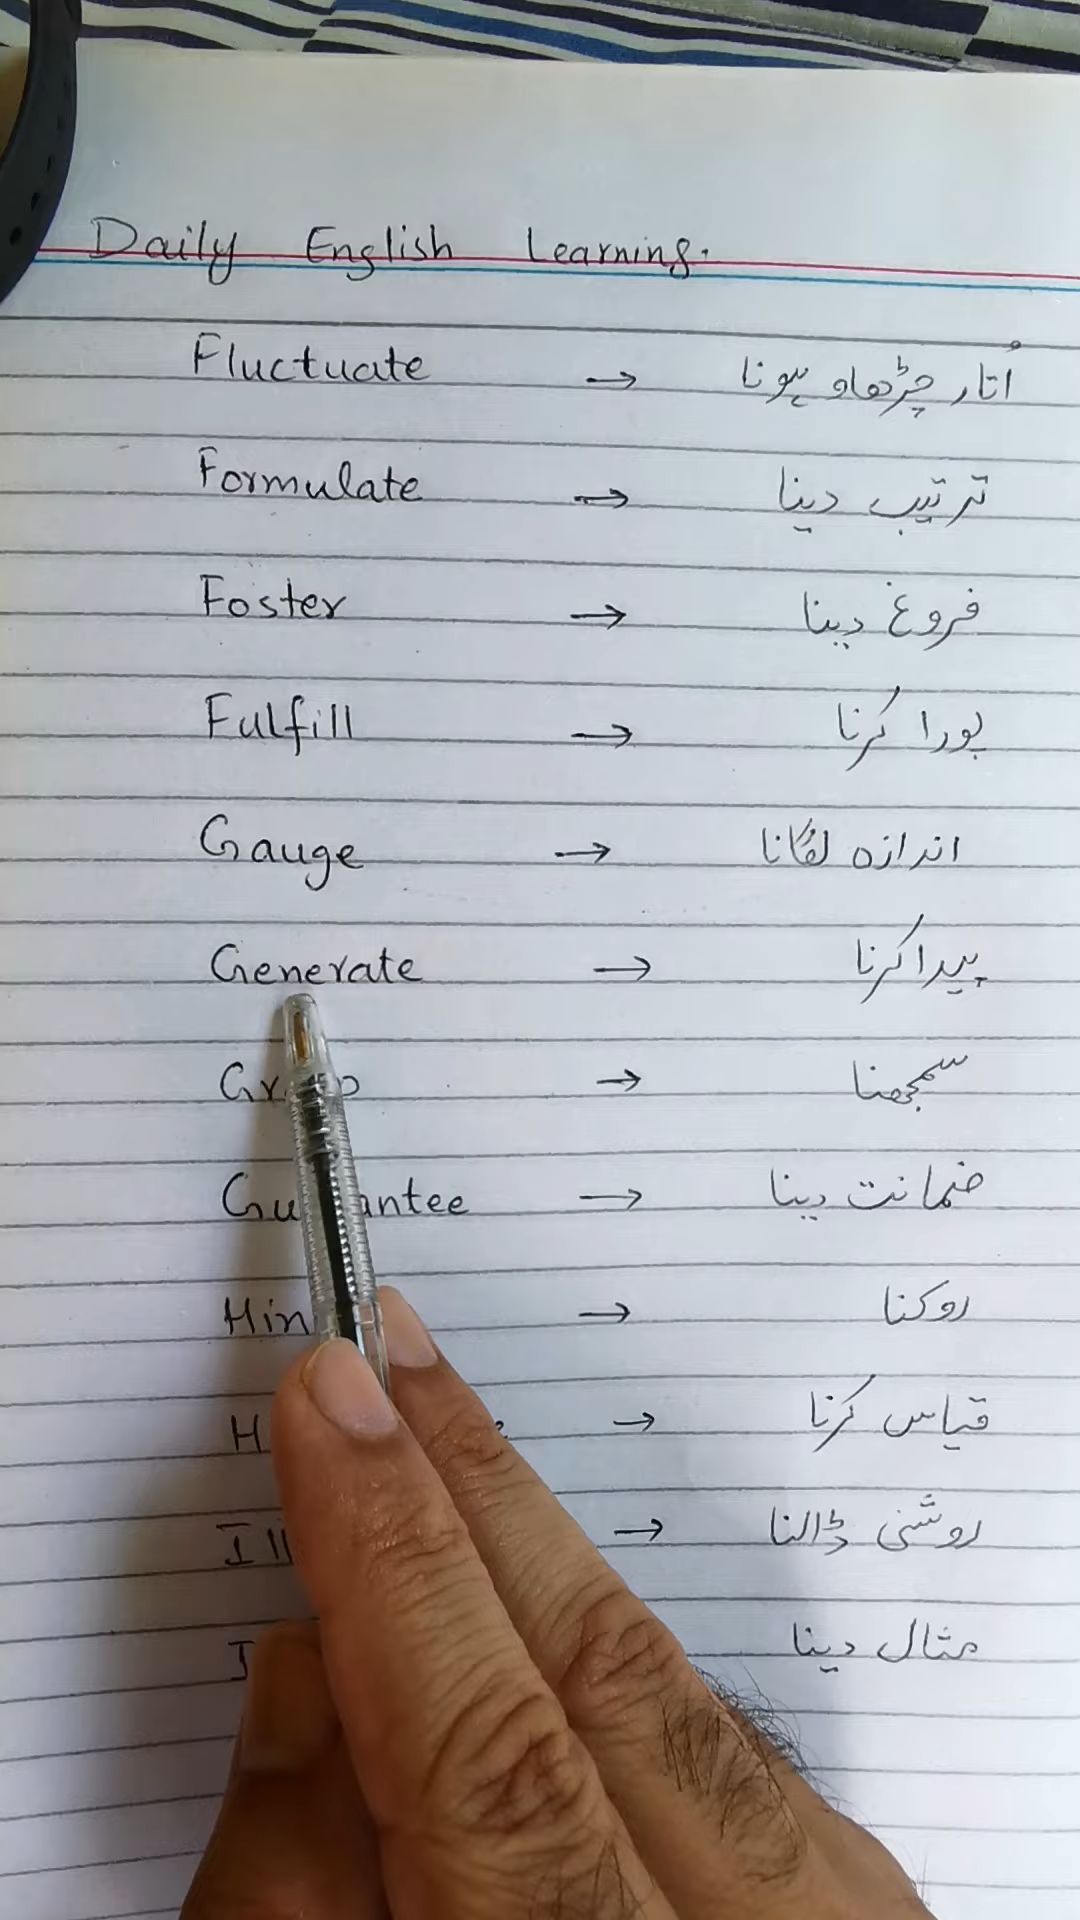 Daily English Learning.
Fluctuate → اُتار چڑھاو ہونا
Formulate → ترتیب دینا
Foster → فروغ دینا
Fulfill → پورا کرنا
Gauge → اندازہ لگانا
Generate → پیدا کرنا
→ سمجھنا
→ ضمانت دینا
→ روکنا
→ قیاس کرنا
→ روشنی ڈالنا
مثال دینا